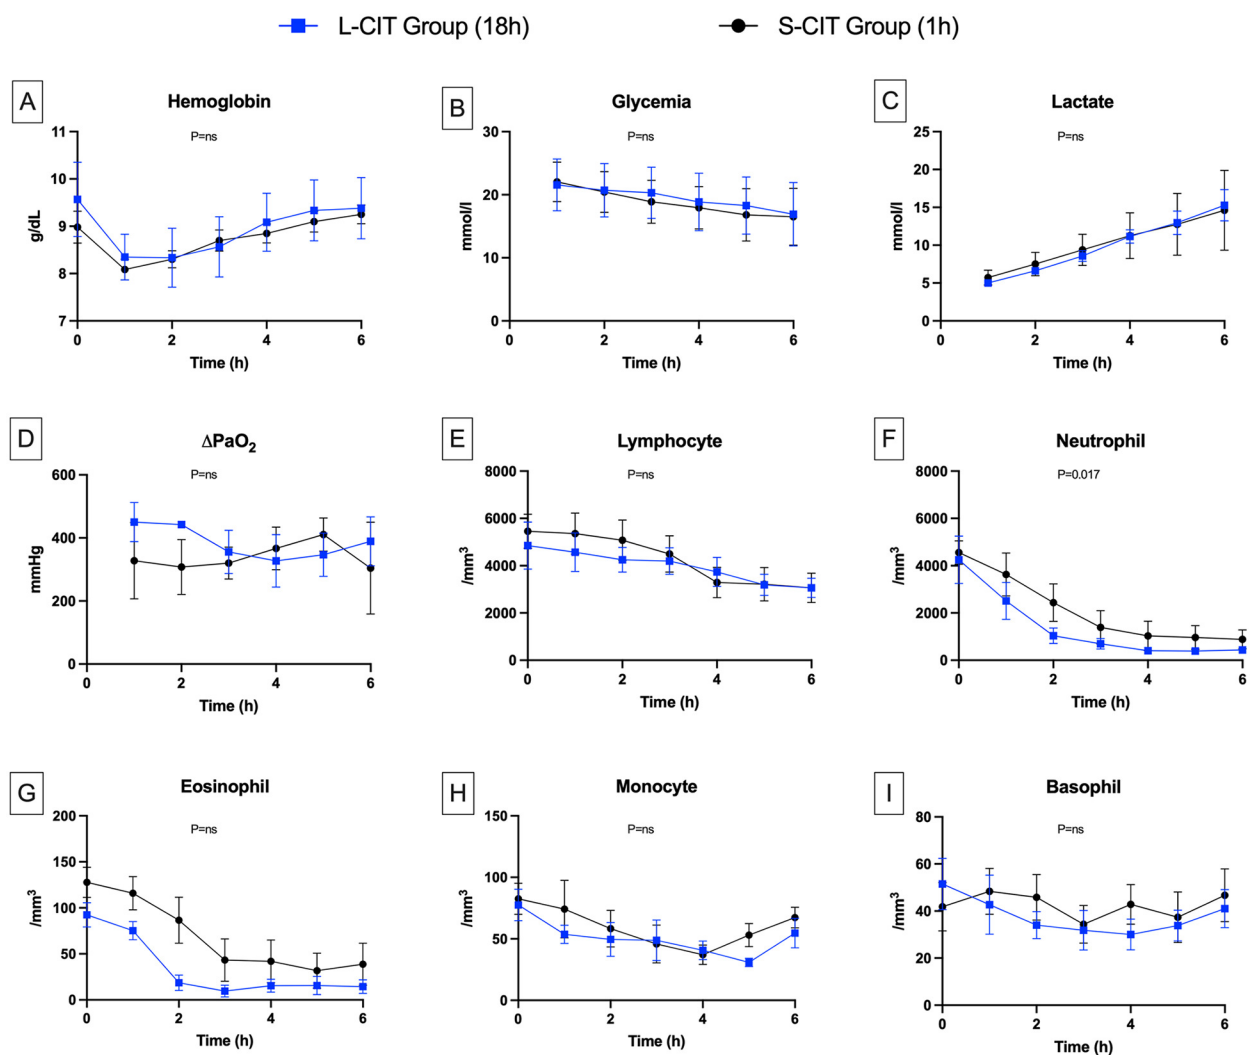 L-CIT Group (18h) S-CIT Group (1h)
A Hemoglobin
P=ns
11
10
9
8
7
g/dL
0 2 4 6
Time (h)
B Glycemia
P=ns
30
20
10
0
mmol/l
0 2 4 6
Time (h)
C Lactate
P=ns
25
20
15
10
5
0
mmol/l
0 2 4 6
Time (h)
D ΔPaO2
P=ns
600
400
200
0
mmHg
0 2 4 6
Time (h)
E Lymphocyte
P=ns
8000
6000
4000
2000
0
/mm3
0 2 4 6
Time (h)
F Neutrophil
P=0.017
8000
6000
4000
2000
0
/mm3
0 2 4 6
Time (h)
G Eosinophil
P=ns
200
150
100
50
0
/mm3
0 2 4 6
Time (h)
H Monocyte
P=ns
150
100
50
0
/mm3
0 2 4 6
Time (h)
I Basophil
P=ns
80
60
40
20
0
/mm3
0 2 4 6
Time (h)